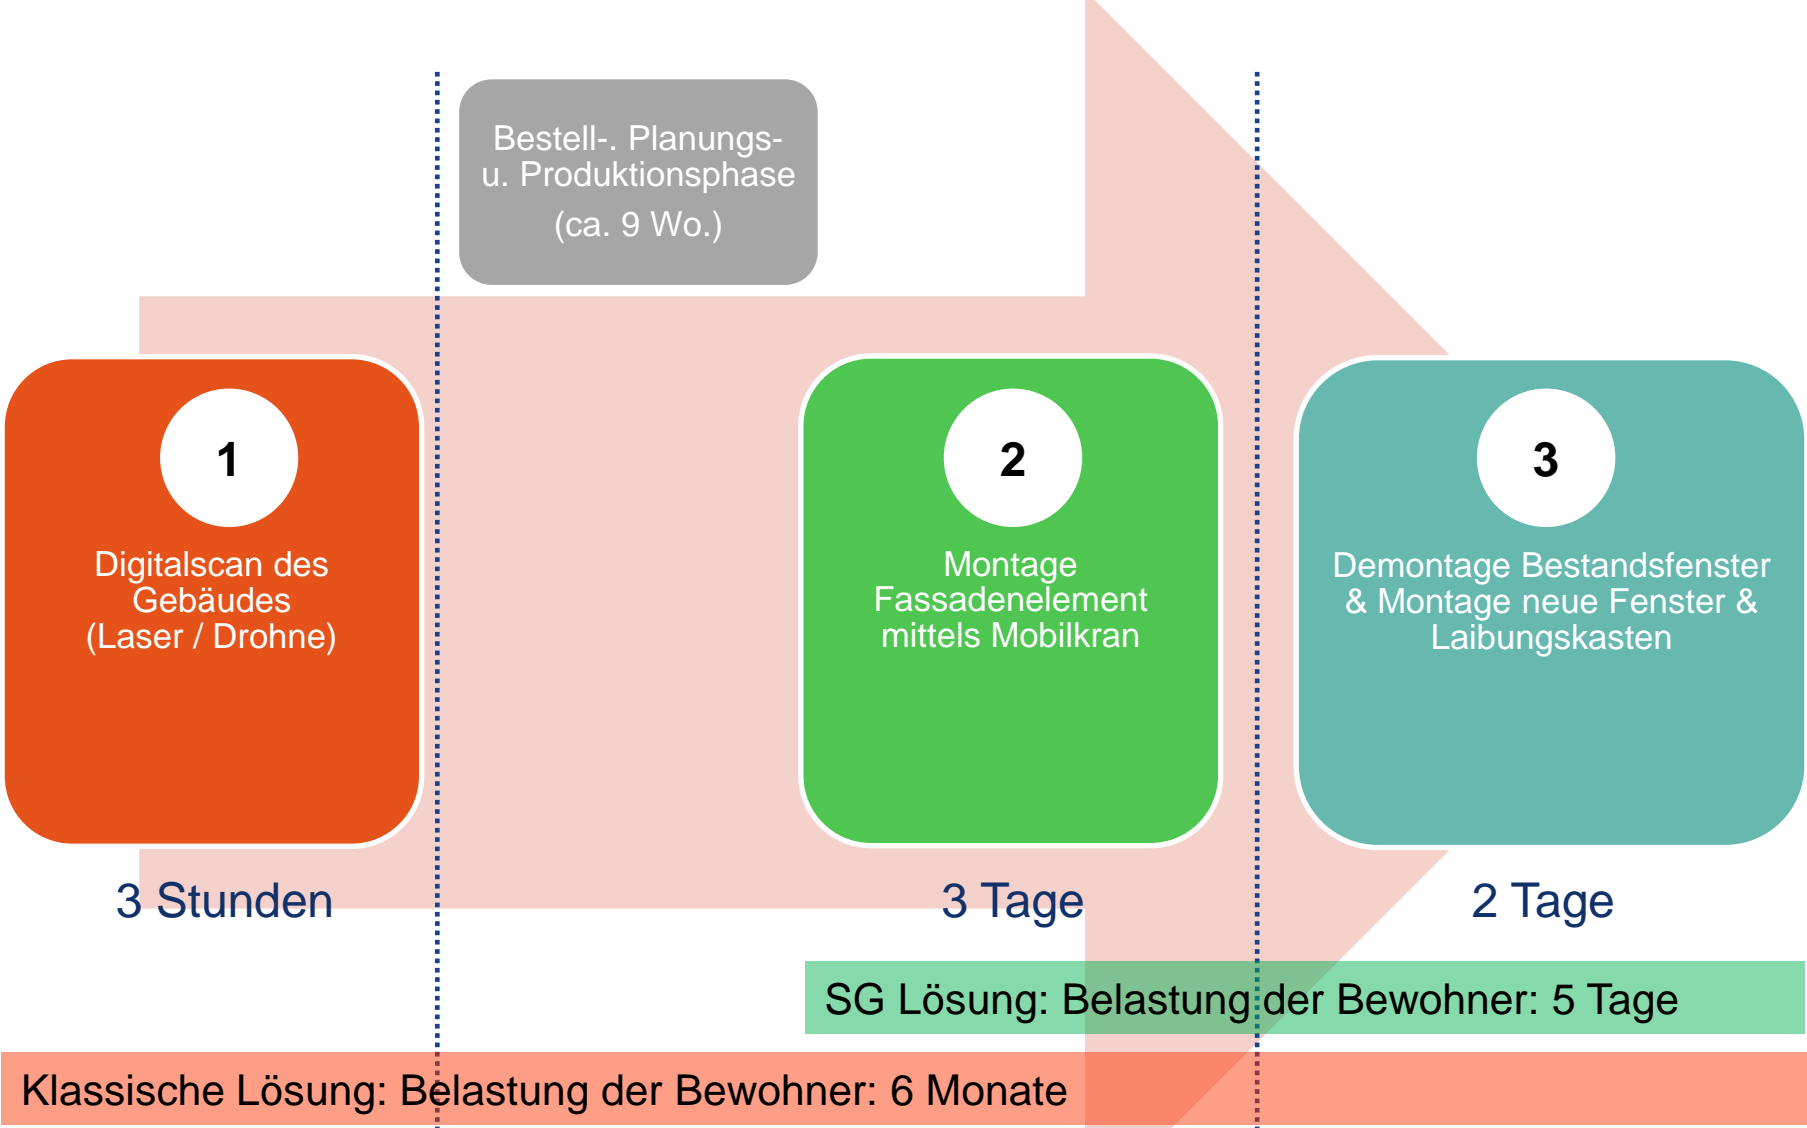 Bestell-. Planungs-
u. Produktionsphase
(ca. 9 Wo.)
1
Digitalscan des
Gebäudes
(Laser / Drohne)
2
Montage
Fassadenelement
mittels Mobilkran
3
Demontage Bestandsfenster
& Montage neue Fenster &
Laibungskasten
3 Stunden
3 Tage
2 Tage
SG Lösung: Belastung der Bewohner: 5 Tage
Klassische Lösung: Belastung der Bewohner: 6 Monate